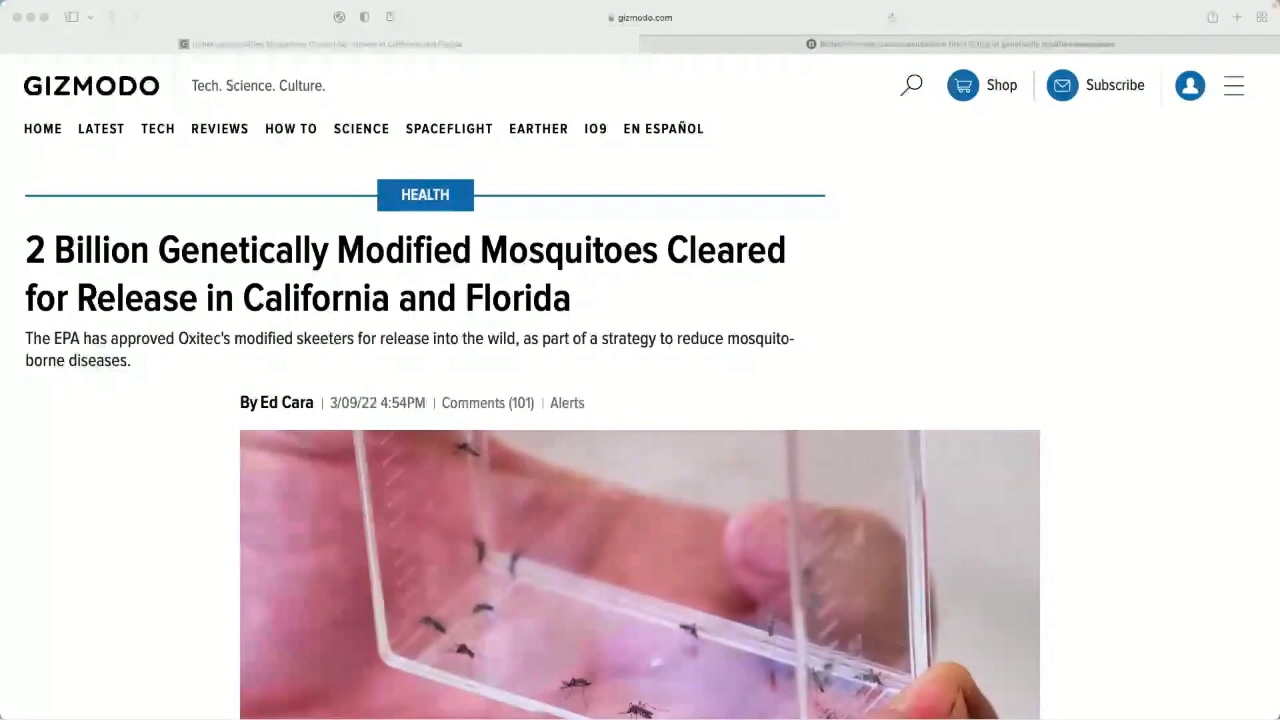 gizmodo.com
GIZMODO Tech. Science. Culture. Shop Subscribe
HOME LATEST TECH REVIEWS HOW TO SCIENCE SPACEFLIGHT EARTHER IO9 EN ESPAÑOL
HEALTH
2 Billion Genetically Modified Mosquitoes Cleared
for Release in California and Florida
The EPA has approved Oxitec's modified skeeters for release into the wild, as part of a strategy to reduce mosquito-
borne diseases.
By Ed Cara | 3/09/22 4:54PM | Comments (101) | Alerts